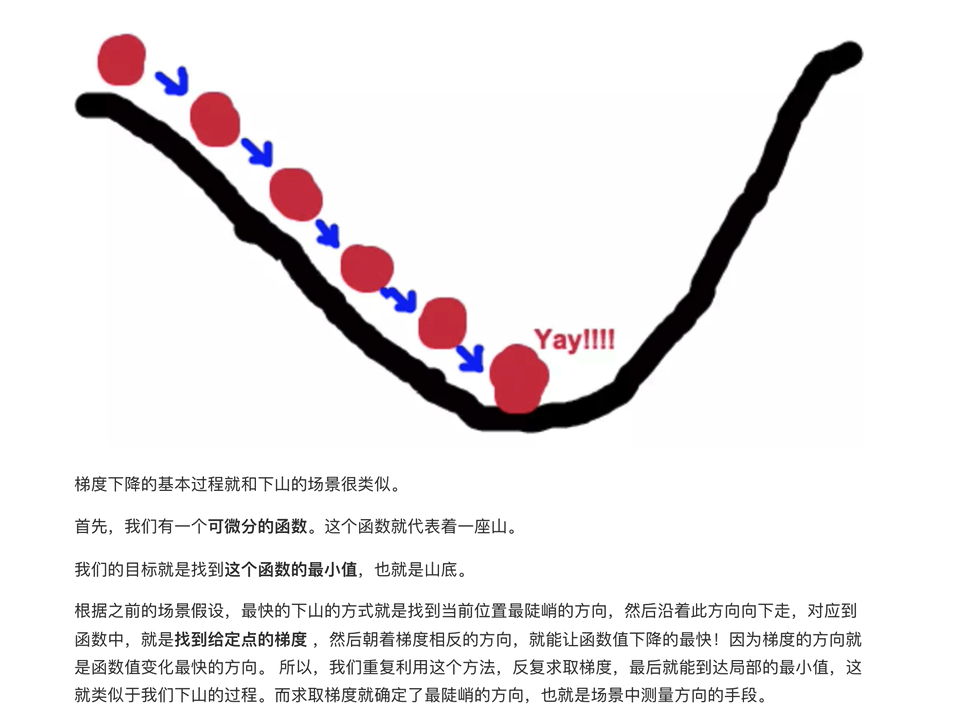 Yay!!!!
梯度下降的基本过程就和下山的场景很类似。
首先，我们有一个可微分的函数。这个函数就代表着一座山。
我们的目标就是找到这个函数的最小值，也就是山底。
根据之前的场景假设，最快的下山的方式就是找到当前位置最陡峭的方向，然后沿着此方向向下走，对应到
函数中，就是找到给定点的梯度 ，然后朝着梯度相反的方向，就能让函数值下降的最快！因为梯度的方向就
是函数值变化最快的方向。 所以，我们重复利用这个方法，反复求取梯度，最后就能到达局部的最小值，这
就类似于我们下山的过程。而求取梯度就确定了最陡峭的方向，也就是场景中测量方向的手段。